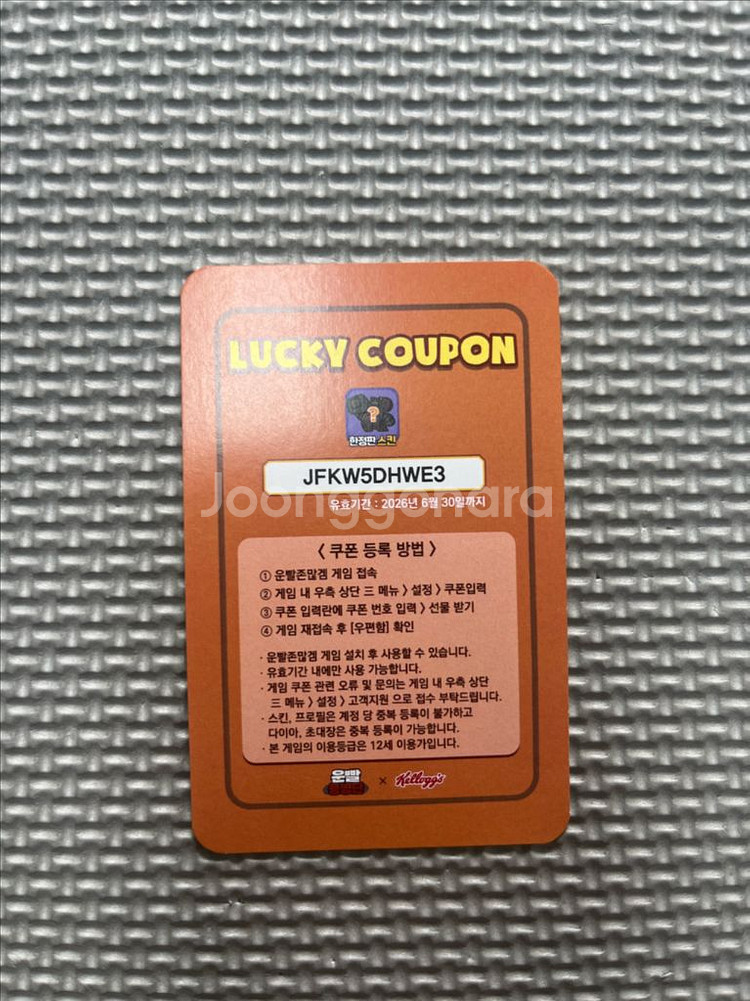 LUCKY COUPON
?
한정판 스킨
JFKW5DHWE3
유효기간 : 2026년 6월 30일까지
Joonggonara
< 쿠폰 등록 방법 >
① 운빨존많겜 게임 접속
② 게임 내 우측 상단 三 메뉴 > 설정 > 쿠폰입력
③ 쿠폰 입력란에 쿠폰 번호 입력 > 선물 받기
④ 게임 재접속 후 [우편함] 확인
· 운빨존많겜 게임 설치 후 사용할 수 있습니다.
· 유효기간 내에만 사용 가능합니다.
· 게임 쿠폰 관련 오류 및 문의는 게임 내 우측 상단
三 메뉴 > 설정 > 고객지원 으로 접수 부탁드립니다.
· 스킨, 프로필은 계정 당 중복 등록이 불가하고
다이아, 초대장은 중복 등록이 가능합니다.
· 본 게임의 이용등급은 12세 이용가입니다.
운빨
× Kellogg's